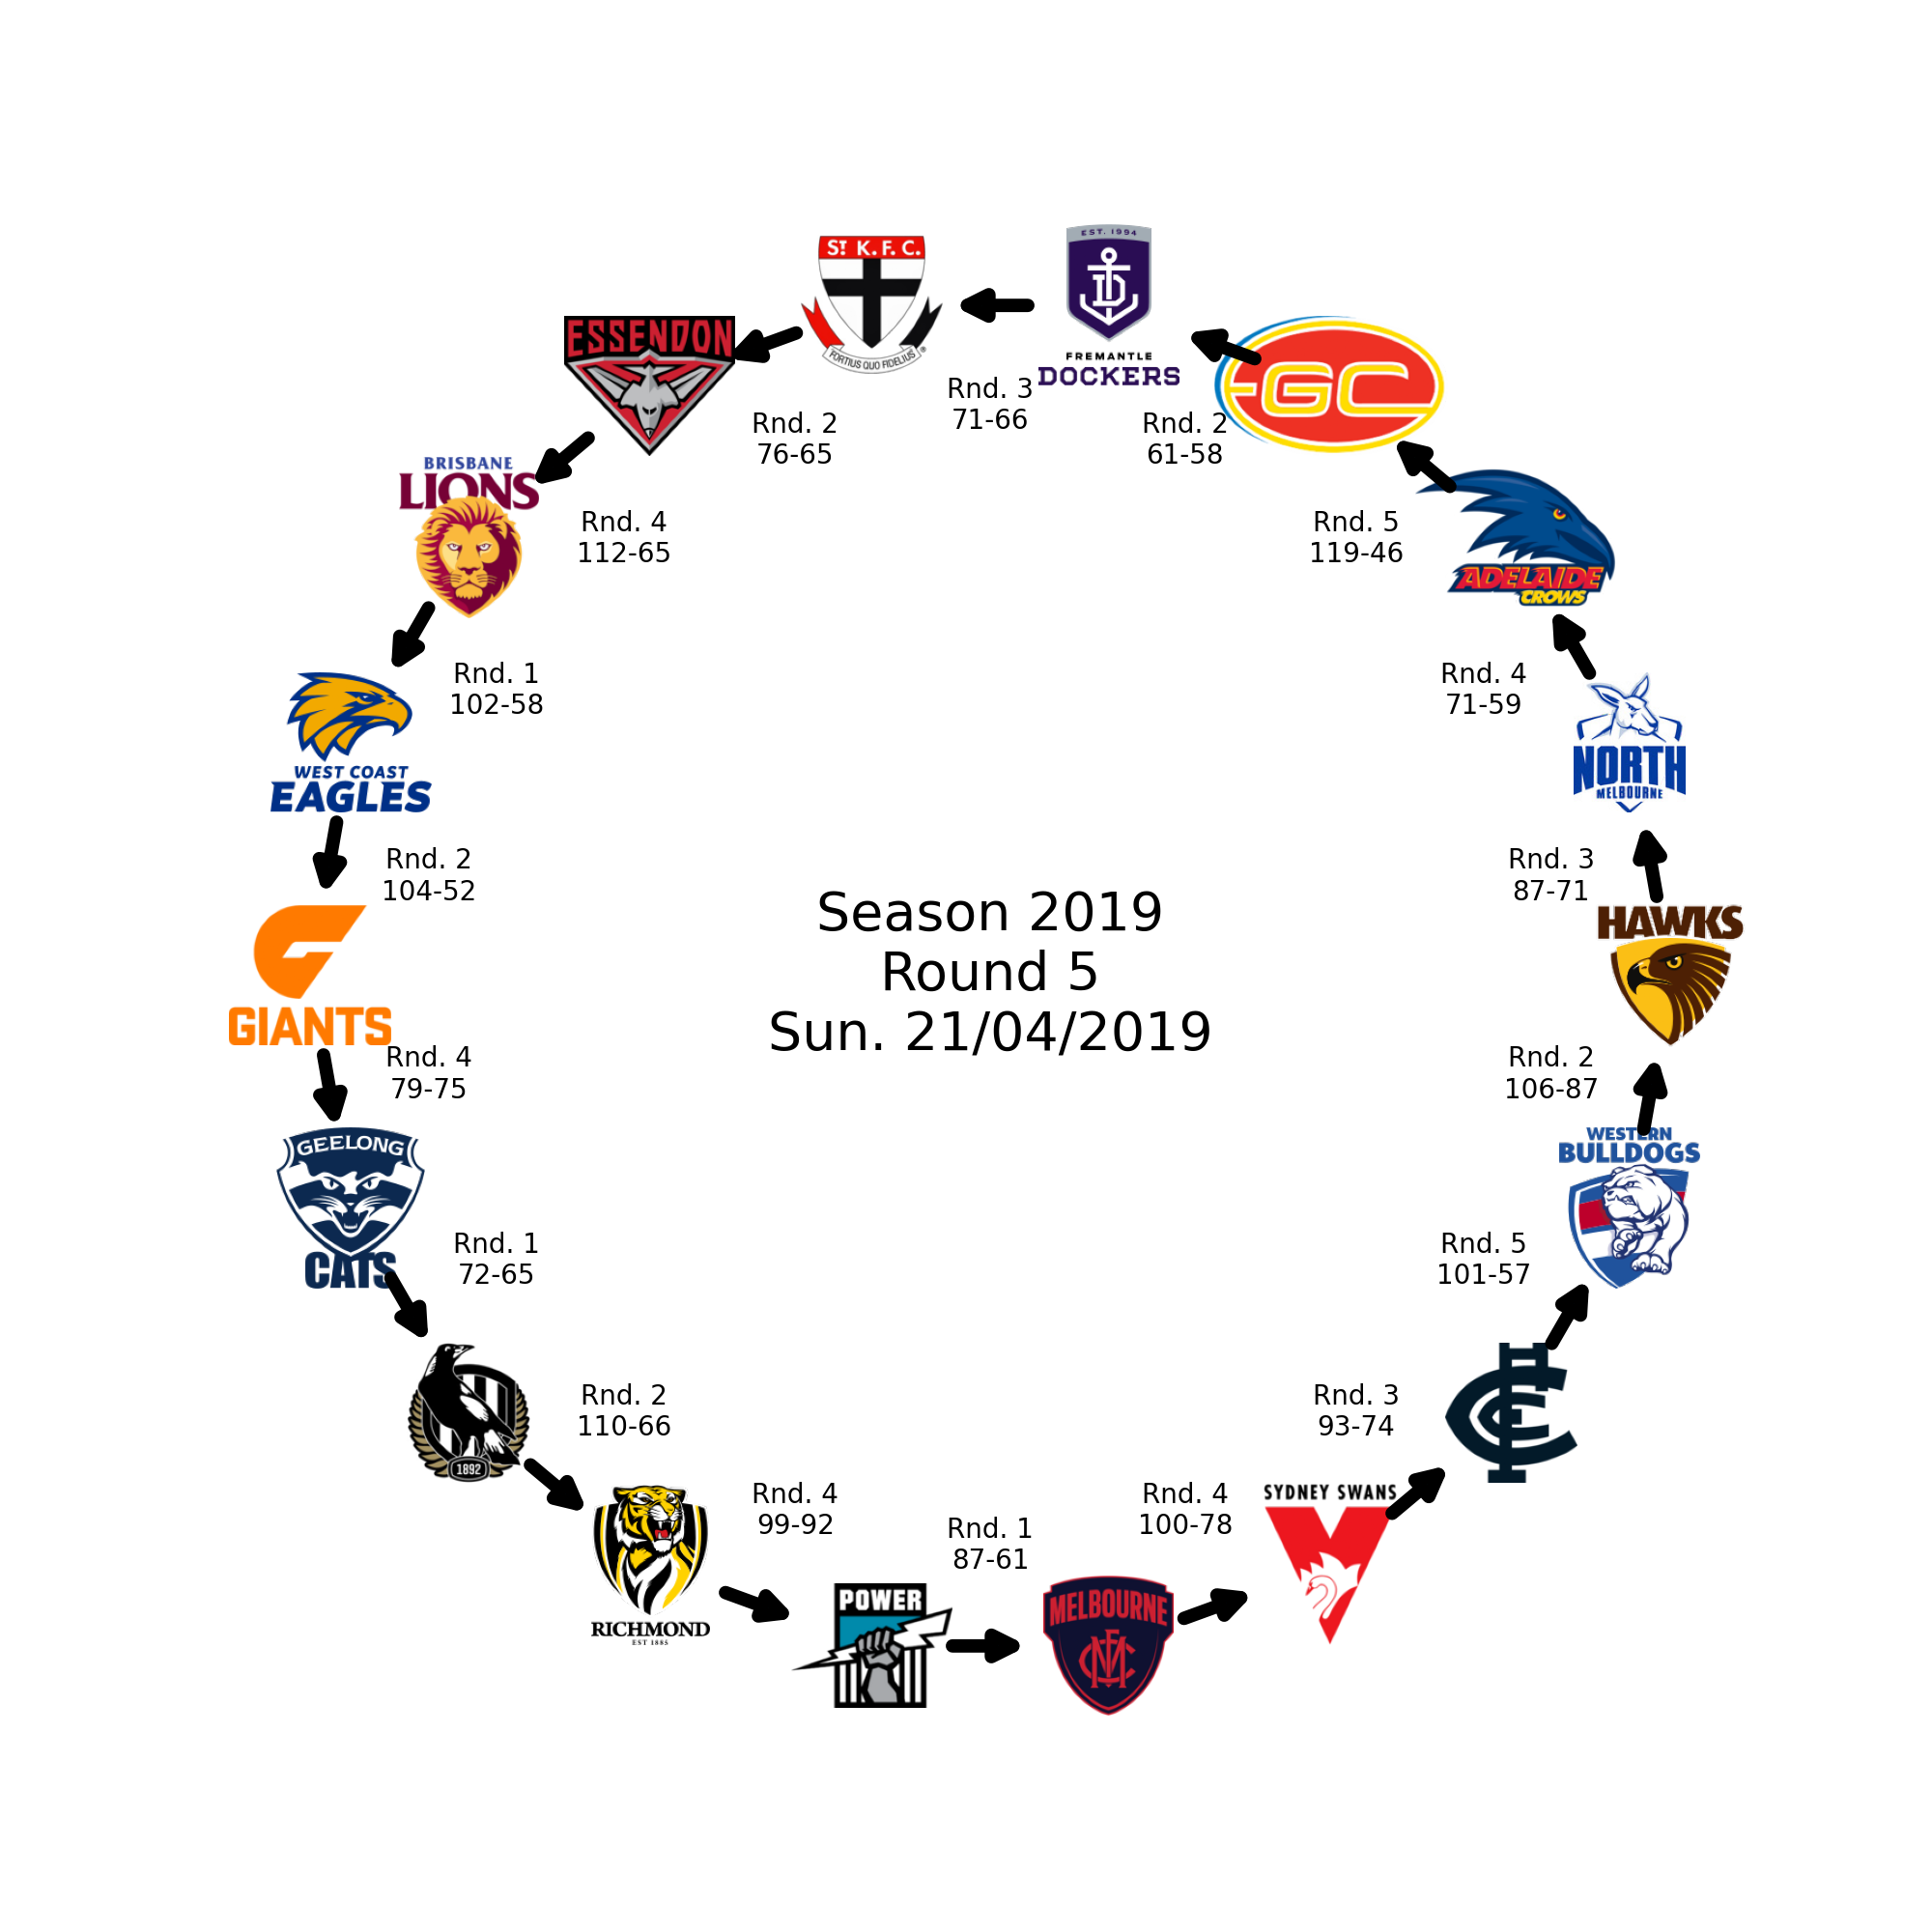 EST. 1994
FREMANTLE
DOCKERS
ST K.F.C.
FORTIUS QUO FIDELIUS
®
ESSENDON
GC
Rnd. 3
71-66
Rnd. 2
61-58
Rnd. 2
76-65
BRISBANE
LIONS
Rnd. 4
112-65
Rnd. 5
119-46
ADELAIDE
CROWS
Rnd. 1
102-58
Rnd. 4
71-59
WEST COAST
EAGLES
NORTH
MELBOURNE
Rnd. 2
104-52
Rnd. 3
87-71
Season 2019
Round 5
Sun. 21/04/2019
HAWKS
G
GIANTS
Rnd. 4
79-75
Rnd. 2
106-87
GEELONG
CATS
WESTERN
BULLDOGS
Rnd. 1
72-65
Rnd. 5
101-57
1892
Rnd. 2
110-66
Rnd. 3
93-74
CFC
RICHMOND
EST 1885
Rnd. 4
99-92
Rnd. 1
87-61
Rnd. 4
100-78
SYDNEY SWANS
POWER
MELBOURNE
MFC